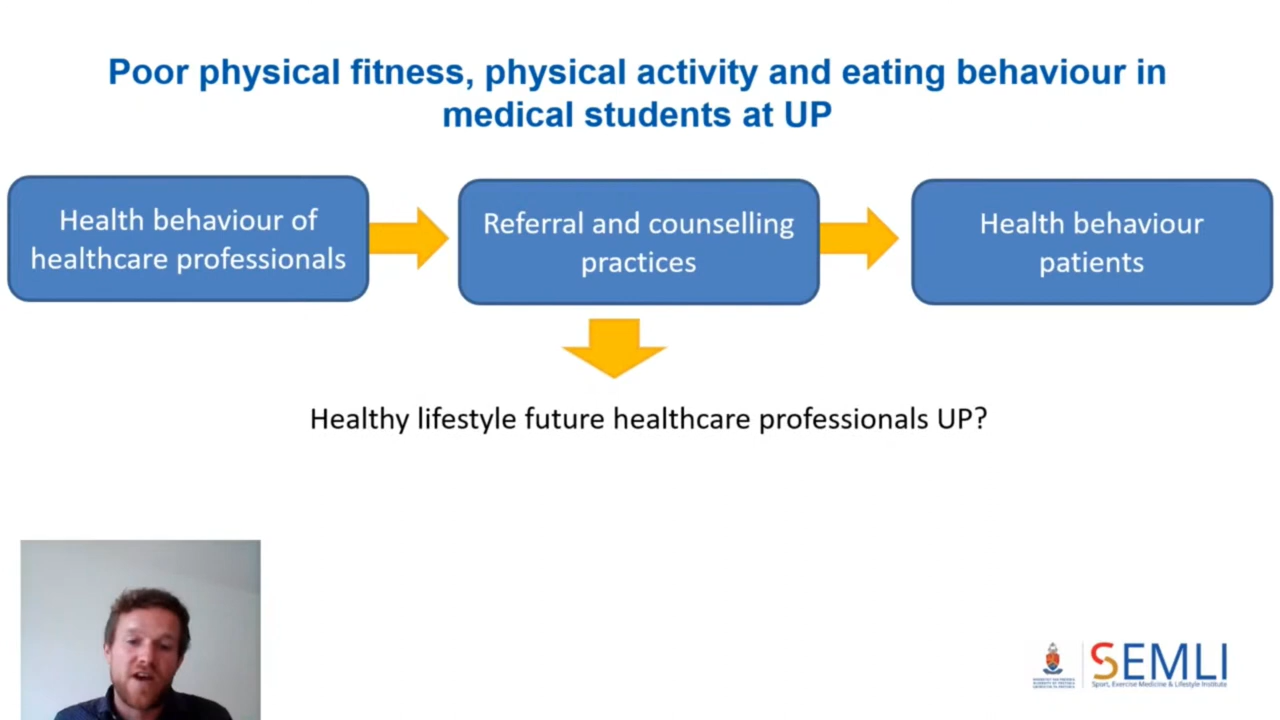 Poor physical fitness, physical activity and eating behaviour in
medical students at UP
Health behaviour of
healthcare professionals
Referral and counselling
practices
Health behaviour
patients
Healthy lifestyle future healthcare professionals UP?
SEMLI
Sport, Exercise Medicine & Lifestyle Institute